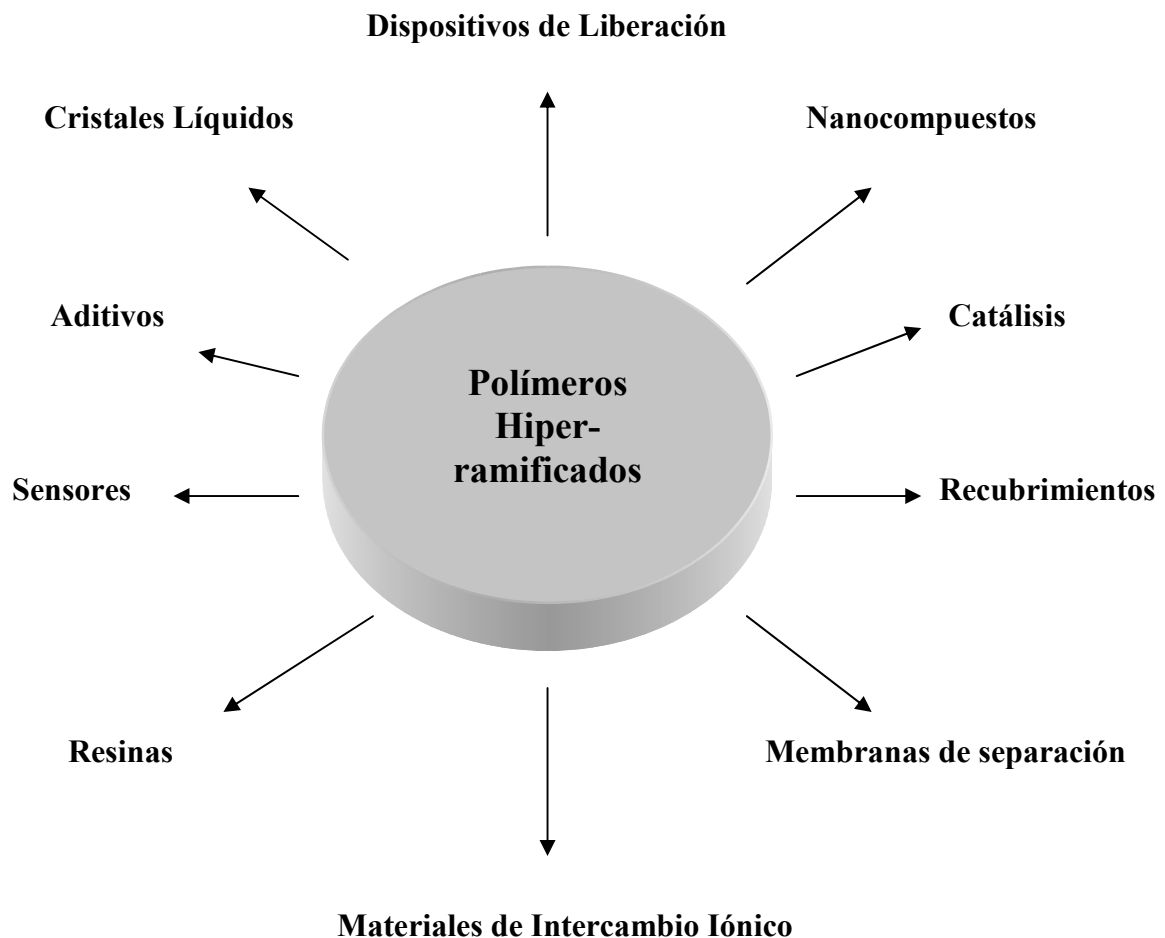 Dispositivos de Liberación
Cristales Líquidos
Nanocompuestos
Aditivos
Catálisis
Polímeros
Hiper-
ramificados
Sensores
Recubrimientos
Resinas
Membranas de separación
Materiales de Intercambio Iónico